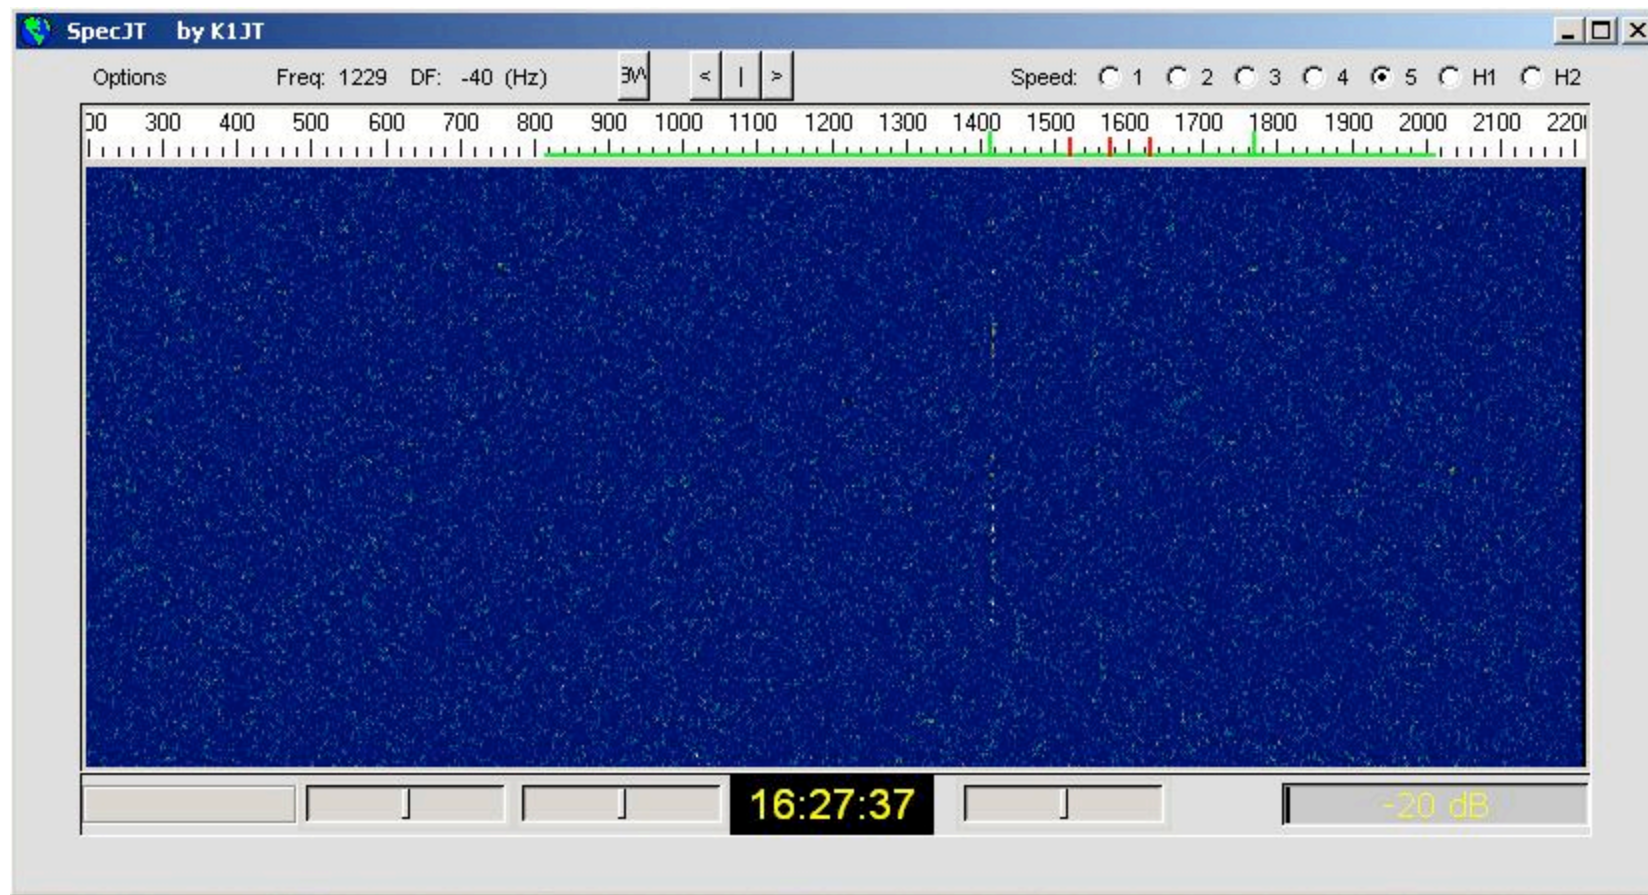 SpecJT by K1JT
Options Freq: 1229 DF: -40 (Hz) < | > Speed: 1 2 3 4 5 H1 H2
00 300 400 500 600 700 800 900 1000 1100 1200 1300 1400 1500 1600 1700 1800 1900 2000 2100 220
16:27:37 -20 dB